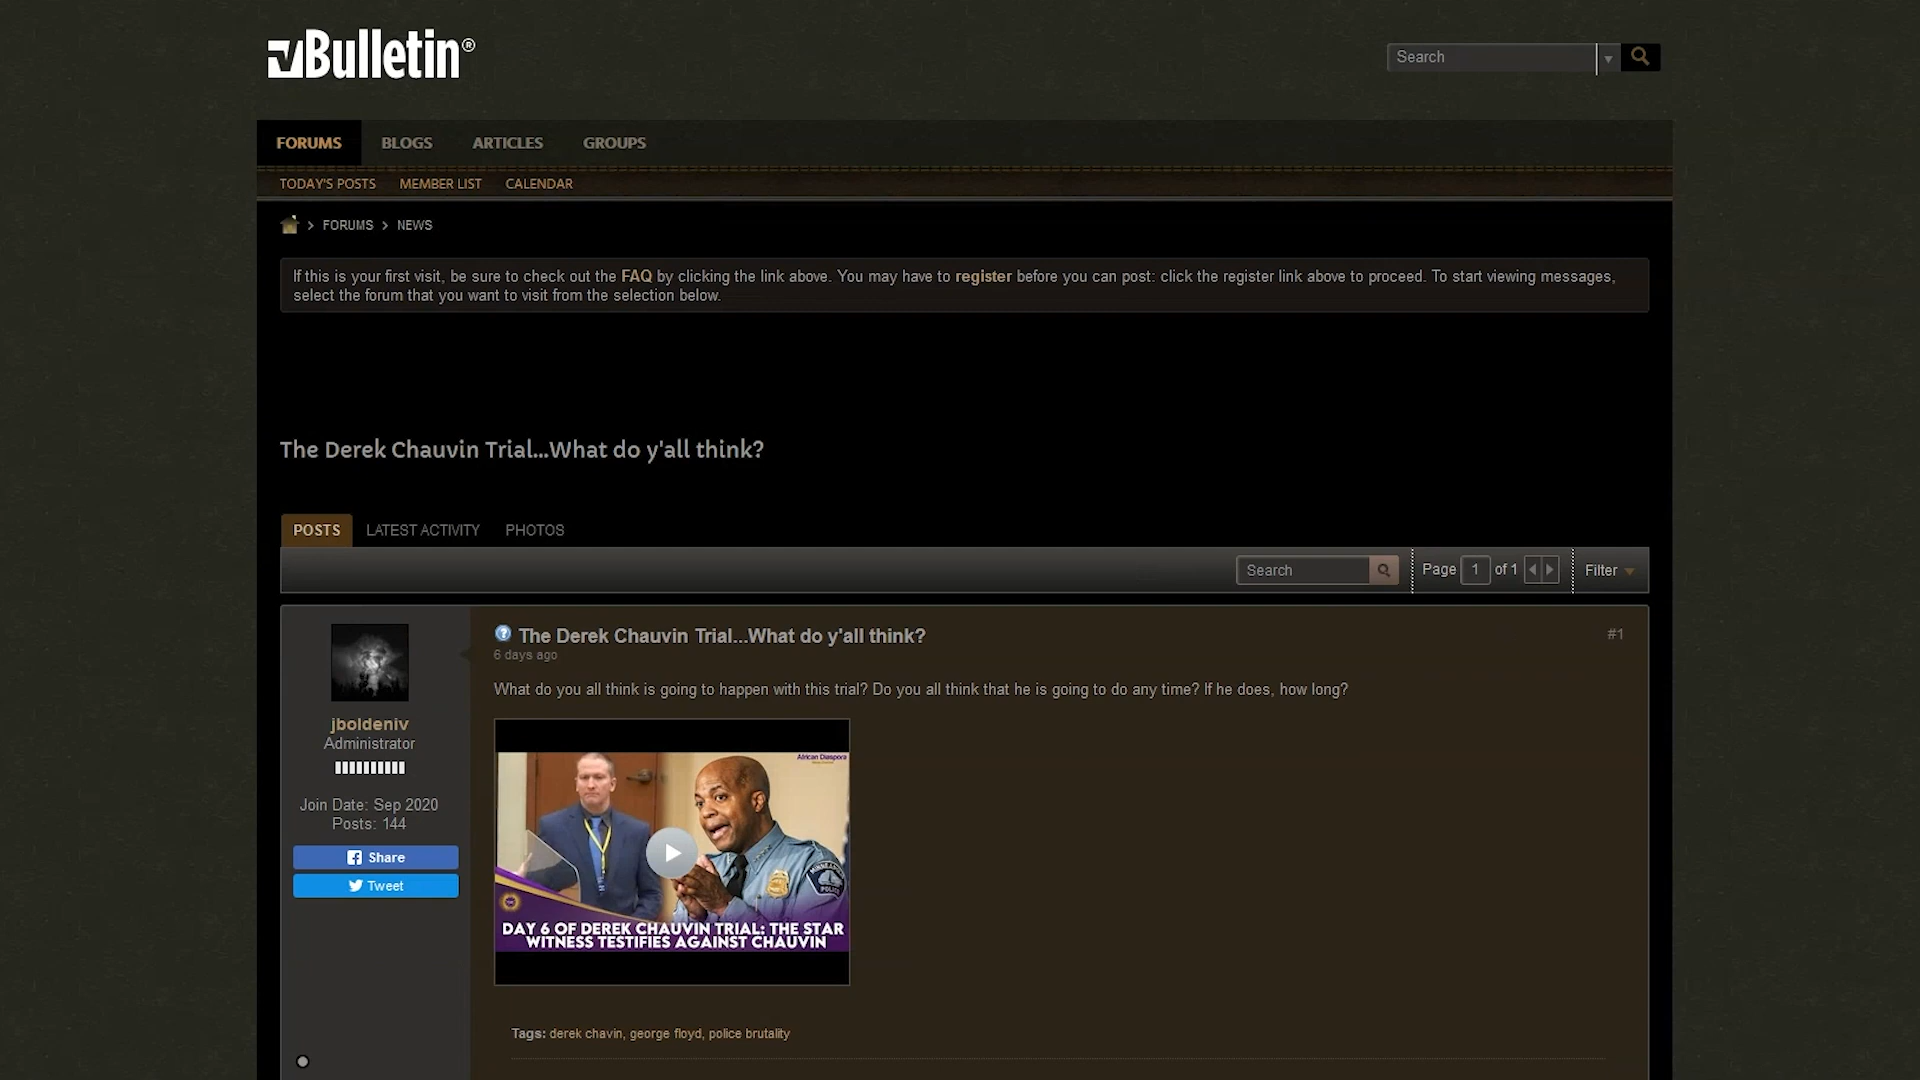 vBulletin®
Search
FORUMS BLOGS ARTICLES GROUPS
TODAY'S POSTS MEMBER LIST CALENDAR
FORUMS NEWS
If this is your first visit, be sure to check out the FAQ by clicking the link above. You may have to register before you can post: click the register link above to proceed. To start viewing messages,
select the forum that you want to visit from the selection below.
The Derek Chauvin Trial...What do y'all think?
POSTS LATEST ACTIVITY PHOTOS
Search Page 1 of 1 Filter
The Derek Chauvin Trial...What do y'all think? #1
6 days ago
What do you all think is going to happen with this trial? Do you all think that he is going to do any time? If he does, how long?
jboldeniv
Administrator
Join Date: Sep 2020
Posts: 144
Share
Tweet
African Diaspora
MINNEAPOLIS
POLICE
DAY 6 OF DEREK CHAUVIN TRIAL: THE STAR
WITNESS TESTIFIES AGAINST CHAUVIN
Tags: derek chavin, george floyd, police brutality